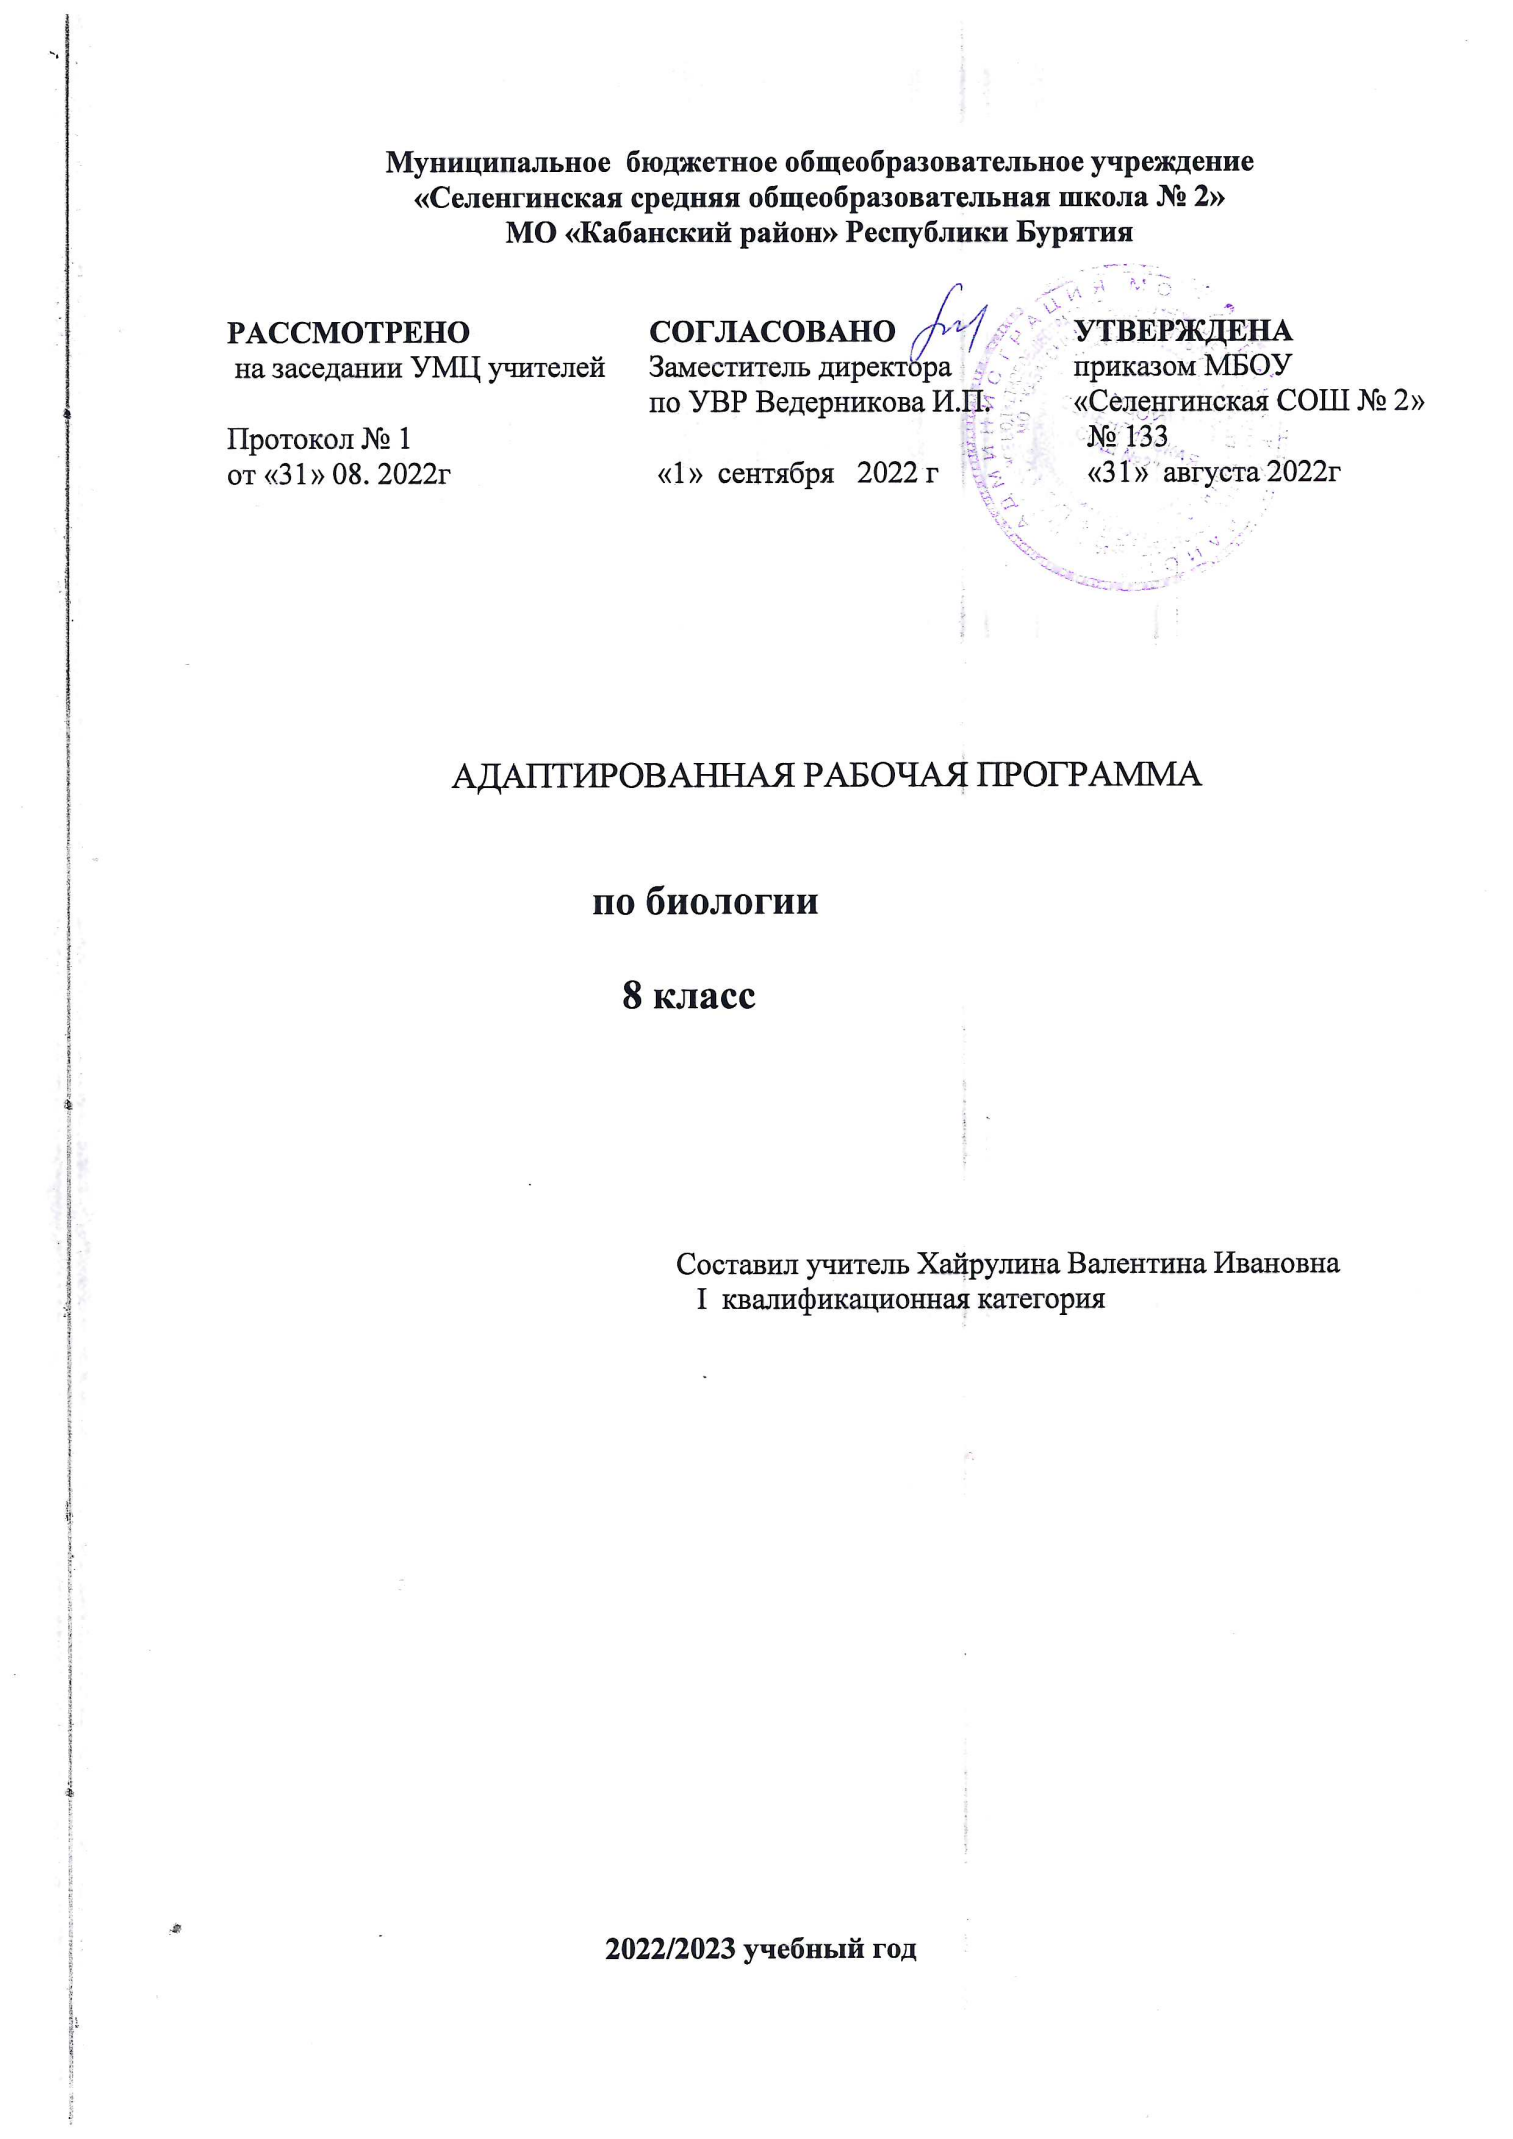 Муниципальное бюджетное общеобразовательное учреждение
«Селенгинская средняя общеобразовательная школа № 2»
МО «Кабанский район» Республики Бурятия
РАССМОТРЕНО
на заседании УМЦ учителей
Протокол № 1
от «31» 08. 2022г
СОГЛАСОВАНО
Заместитель директора
по УВР Ведерникова И.П.
«1» сентября 2022 г
УТВЕРЖДЕНА
приказом МБОУ
«Селенгинская СОШ № 2»
№ 133
«31» августа 2022г
АДМИНИСТРАЦИЯ МО
АДАПТИРОВАННАЯ РАБОЧАЯ ПРОГРАММА
по биологии
8 класс
Составил учитель Хайрулина Валентина Ивановна
I квалификационная категория
2022/2023 учебный год